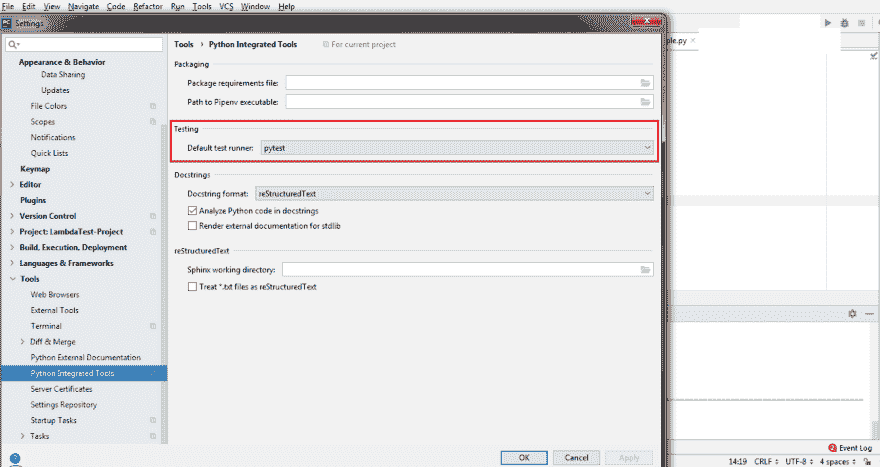 File Edit View Navigate Code Refactor Run Tools VCS Window Help
PC Settings
Tools › Python Integrated Tools For current project
ple.py
Appearance & Behavior
Data Sharing
Updates
File Colors
Scopes
Notifications
Quick Lists
Keymap
Editor
Plugins
Version Control
Project: LambdaTest-Project
Build, Execution, Deployment
Languages & Frameworks
Tools
Web Browsers
External Tools
Terminal
Diff & Merge
Python External Documentation
Python Integrated Tools
Server Certificates
Settings Repository
Startup Tasks
Tasks
?
Packaging
Package requirements file:
Path to Pipenv executable:
Testing
Default test runner: pytest
Docstrings
Docstring format: reStructuredText
Analyze Python code in docstrings
Render external documentation for stdlib
reStructuredText
Sphinx working directory:
Treat *.txt files as reStructuredText
OK Cancel Apply
2 Event Log
14:19 CRLF UTF-8 4 spaces